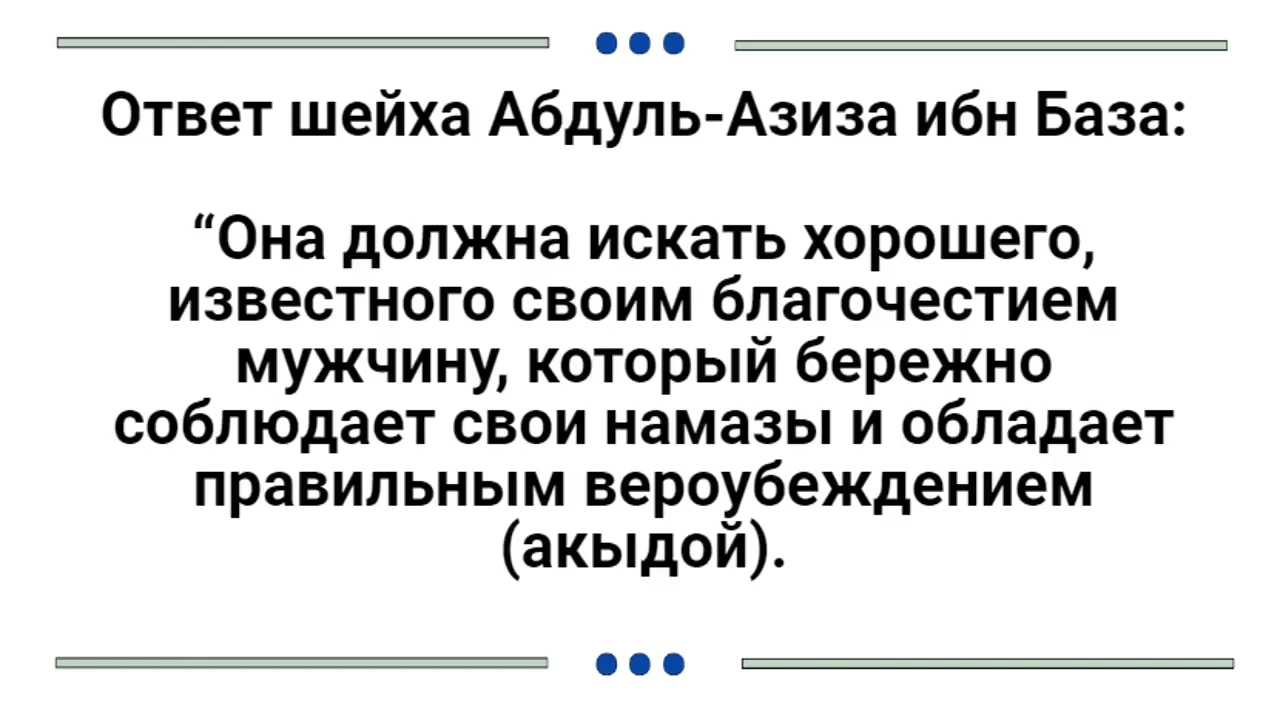 Ответ шейха Абдуль-Азиза ибн База:
“Она должна искать хорошего,
известного своим благочестием
мужчину, который бережно
соблюдает свои намазы и обладает
правильным вероубеждением
(акыдой).